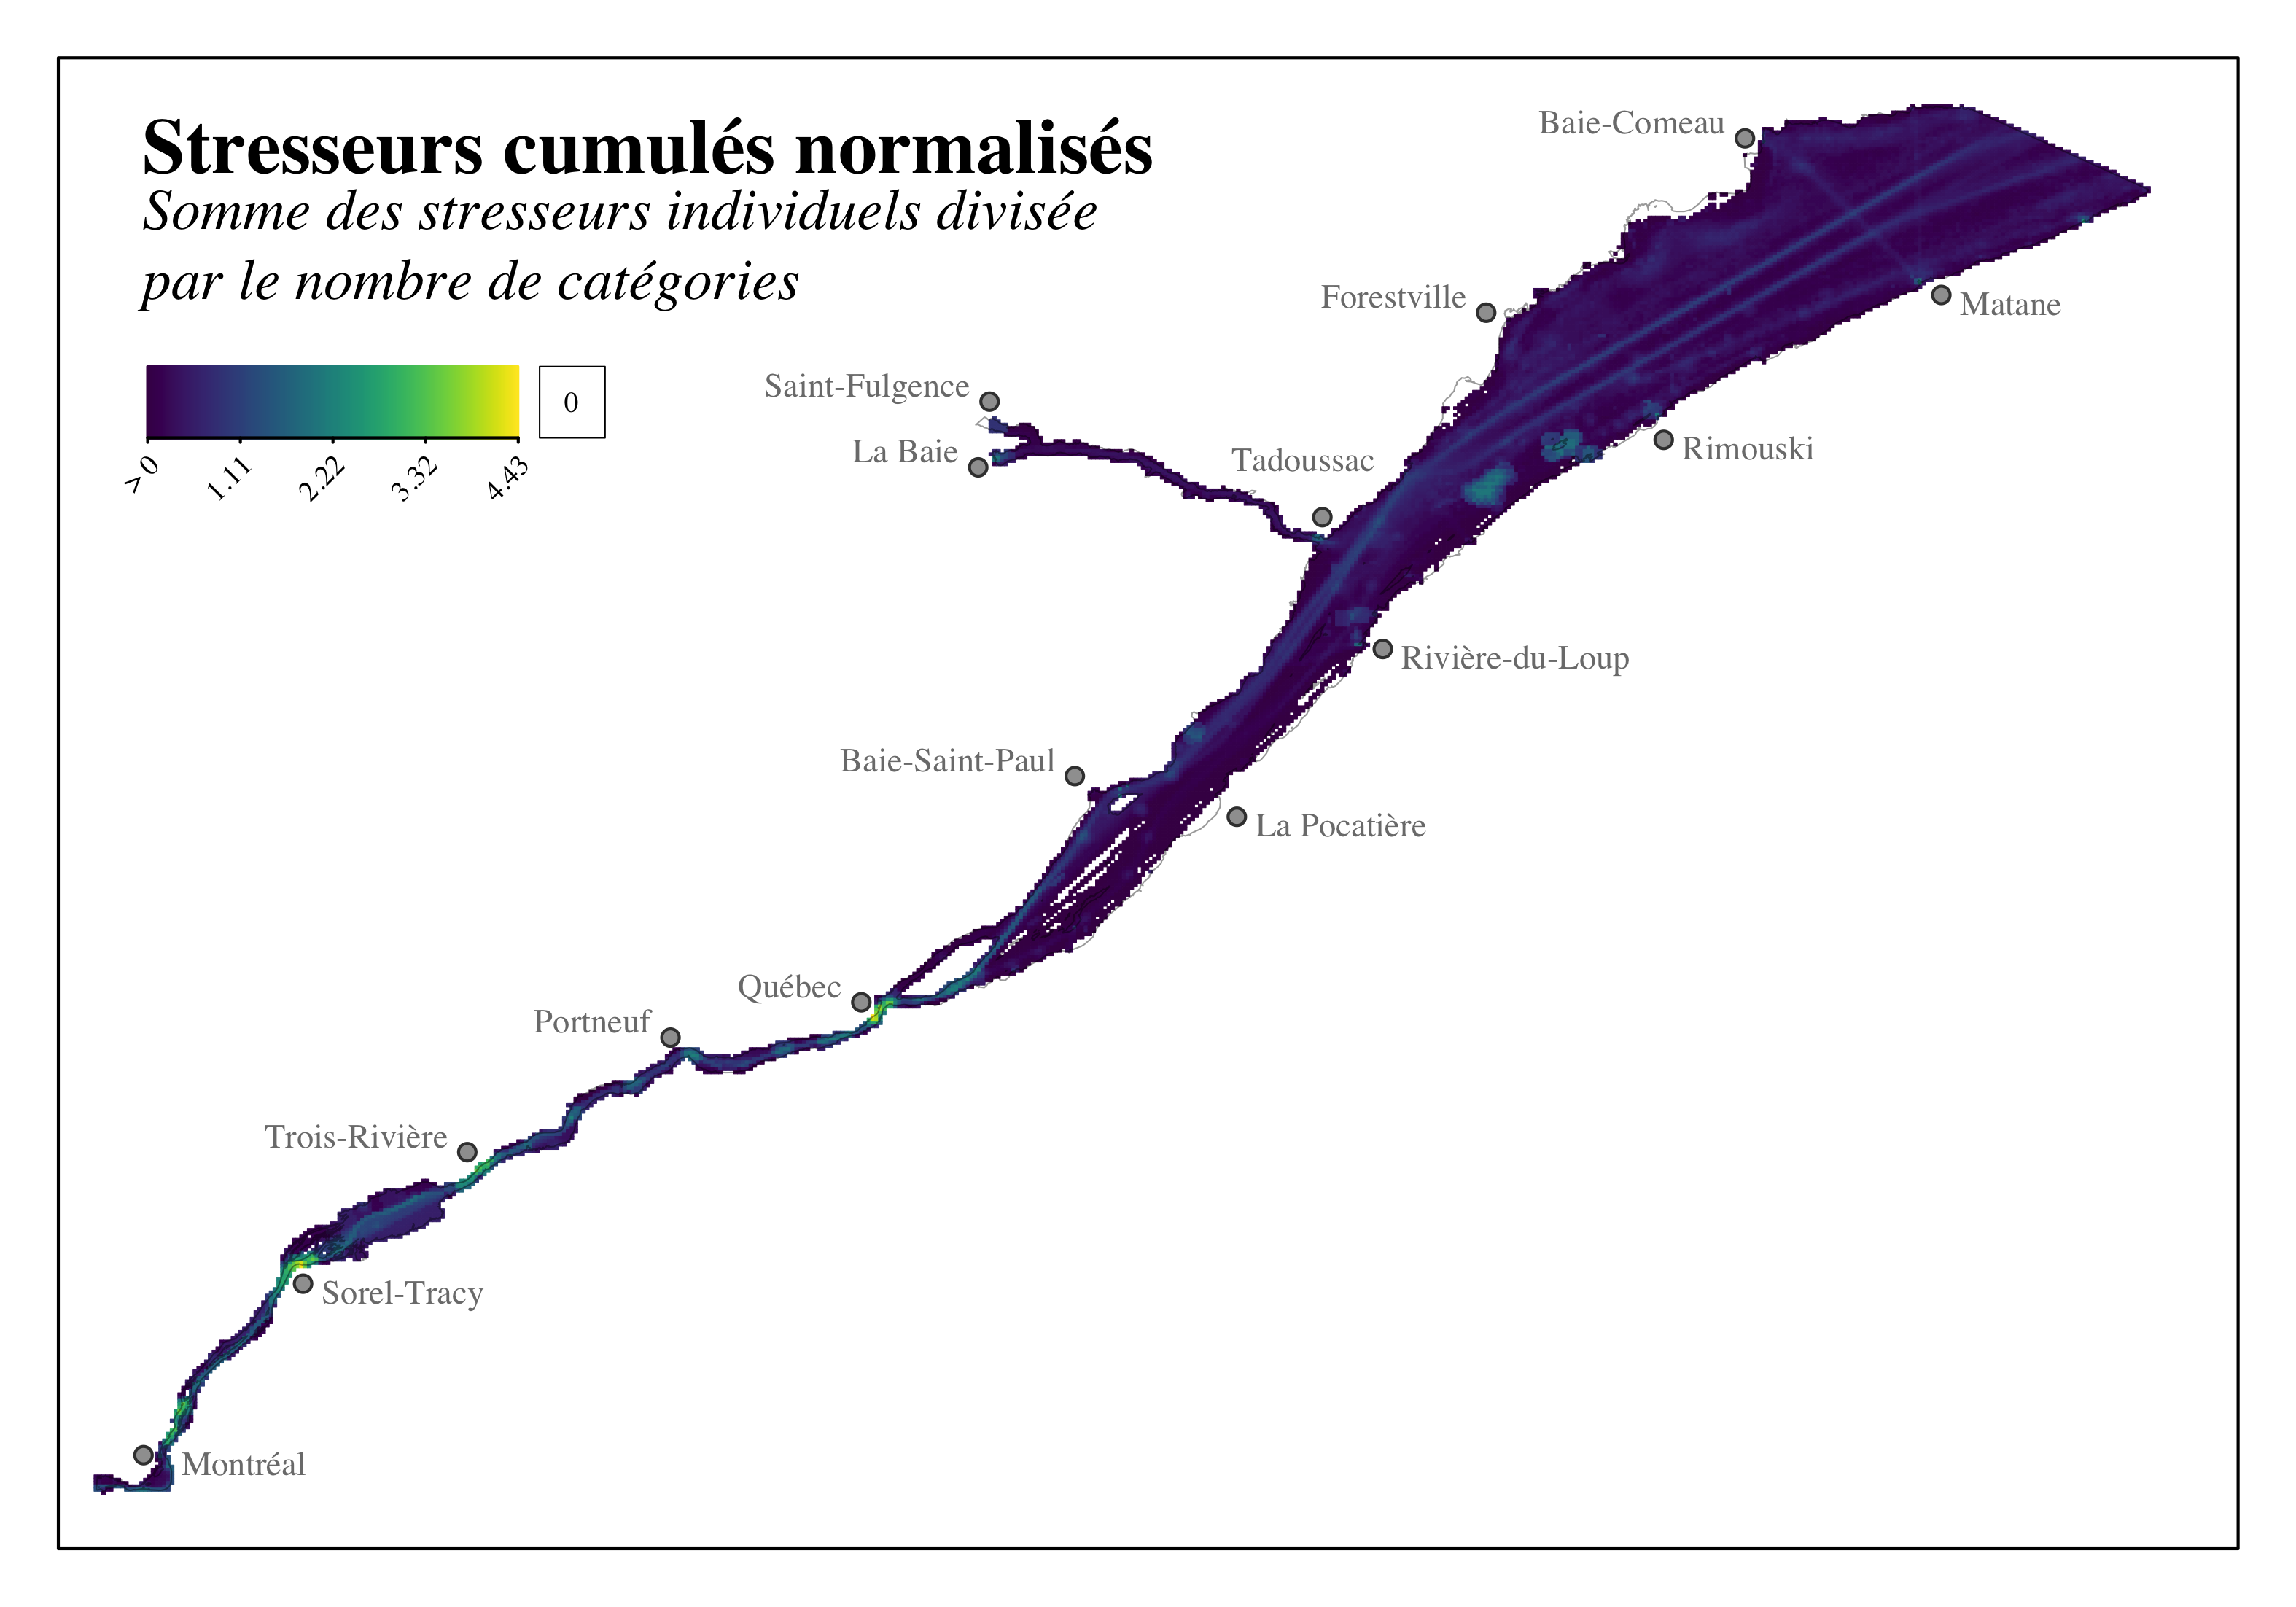 Stresseurs cumulés normalisés
Somme des stresseurs individuels divisée
par le nombre de catégories
> 0
1.11
2.22
3.32
4.43
0
Baie-Comeau
Forestville
Matane
Saint-Fulgence
La Baie
Tadoussac
Rimouski
Rivière-du-Loup
Baie-Saint-Paul
La Pocatière
Québec
Portneuf
Trois-Rivière
Sorel-Tracy
Montréal